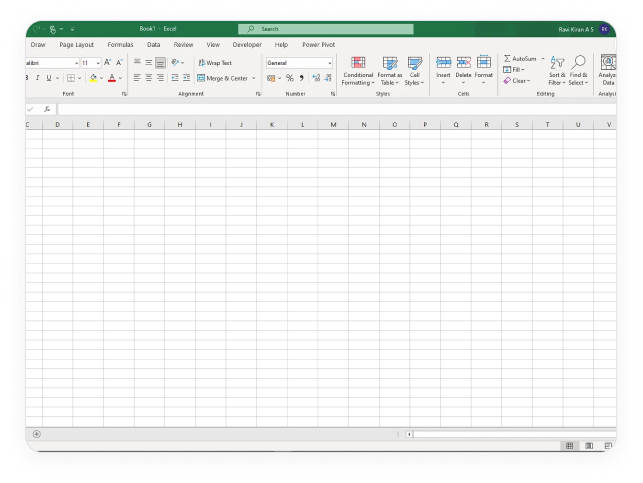 Book1 - Excel
Search
Ravi Kiran A S
RK
Draw Page Layout Formulas Data Review View Developer Help Power Pivot
alibri 11 A^ A˅ Wrap Text General Conditional Formatting Format as Table Cell Styles Insert Delete Format AutoSum Fill Clear Sort & Filter Find & Select Analyze Data
B I U A Merge & Center % 9
Font Alignment Number Styles Cells Editing Analysis
fx
C D E F G H I J K L M N O P Q R S T U V